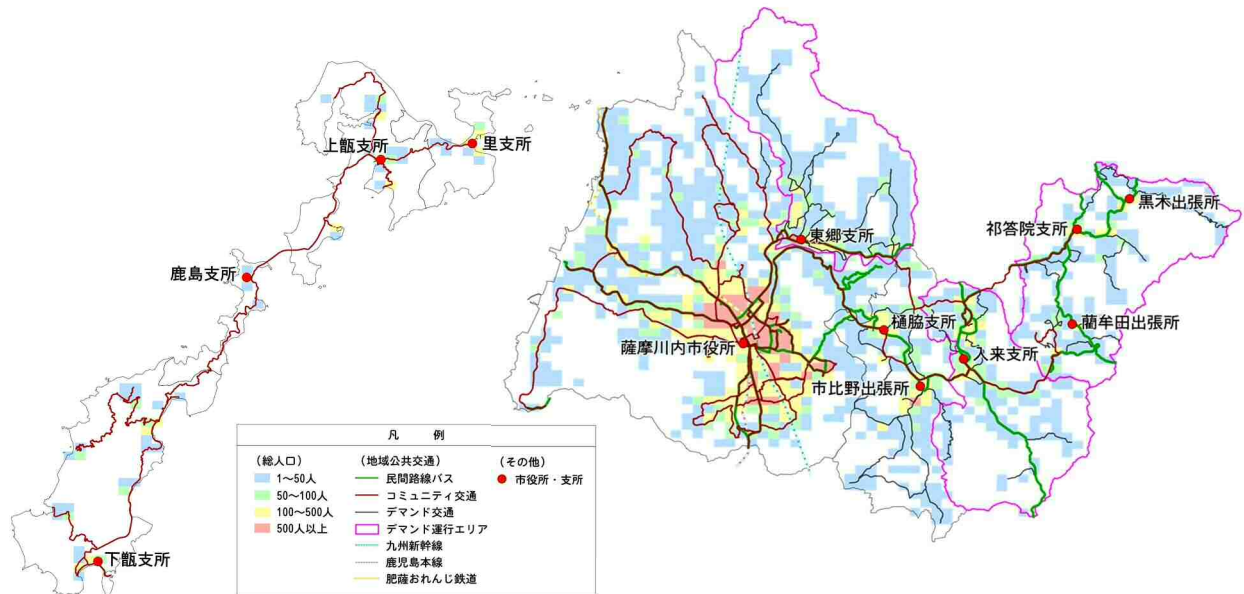 上甑支所
里支所
鹿島支所
下甑支所
黒木出張所
祁答院支所
東郷支所
藺牟田出張所
樋脇支所
入来支所
薩摩川内市役所
市比野出張所
凡 例
(総人口)
1～50人
50～100人
100～500人
500人以上
(地域公共交通)
民間路線バス
コミュニティ交通
デマンド交通
デマンド運行エリア
九州新幹線
鹿児島本線
肥薩おれんじ鉄道
(その他)
市役所・支所